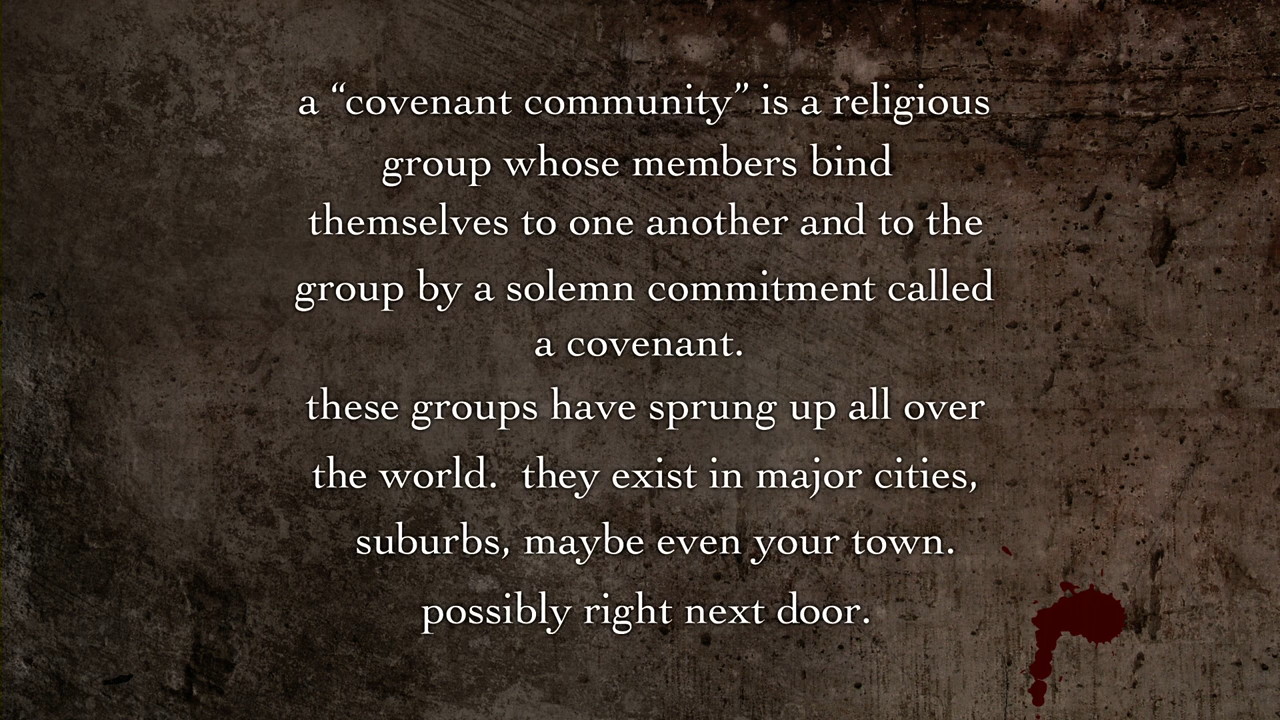 a “covenant community” is a religious
group whose members bind
themselves to one another and to the
group by a solemn commitment called
a covenant.
these groups have sprung up all over
the world.  they exist in major cities,
suburbs, maybe even your town.
possibly right next door.